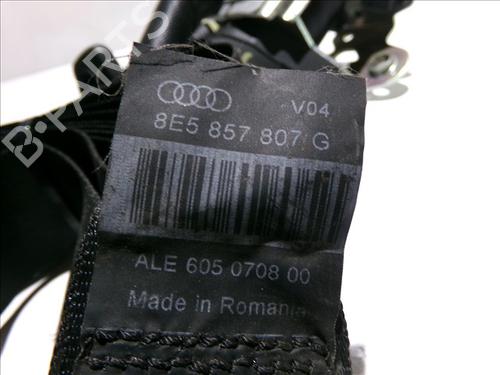 B-PARTS
V04
8E5 857 807 G
ALE 605 0708 00
Made in Romania